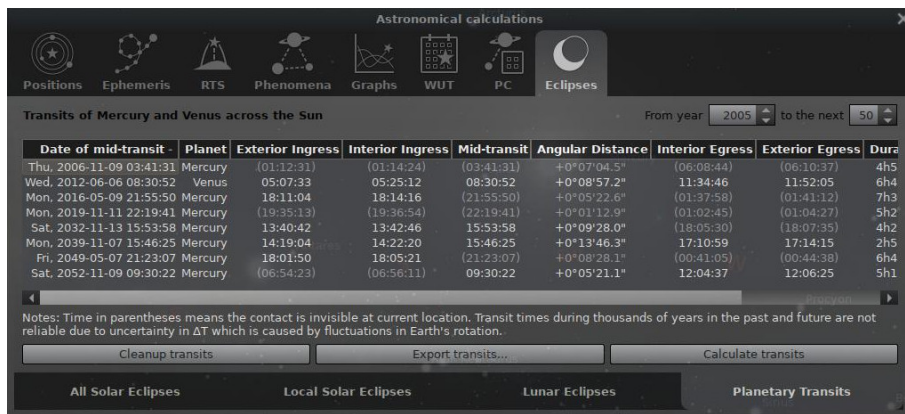 Astronomical calculations
Positions Ephemeris RTS Phenomena Graphs WUT PC Eclipses
Transits of Mercury and Venus across the Sun From year 2005 to the next 50
Date of mid-transit Planet Exterior Ingress Interior Ingress Mid-transit Angular Distance Interior Egress Exterior Egress Dura
Thu, 2006-11-09 03:41:31 Mercury (01:12:31) (01:14:24) (03:41:31) +0°07'04.5" (06:08:44) (06:10:37) 4h5
Wed, 2012-06-06 08:30:52 Venus 05:07:33 05:25:12 08:30:52 +0°08'57.2" 11:34:46 11:52:05 6h4
Mon, 2016-05-09 21:55:50 Mercury 18:11:04 18:14:16 (21:55:50) +0°05'22.6" (01:37:58) (01:41:12) 7h3
Mon, 2019-11-11 22:19:41 Mercury (19:35:13) (19:36:54) (22:19:41) +0°01'12.9" (01:02:45) (01:04:27) 5h2
Sat, 2032-11-13 15:53:58 Mercury 13:40:42 13:42:46 15:53:58 +0°09'28.0" (18:05:30) (18:07:35) 4h2
Mon, 2039-11-07 15:46:25 Mercury 14:19:04 14:22:20 15:46:25 +0°13'46.3" 17:10:59 17:14:15 2h5
Fri, 2049-05-07 21:23:07 Mercury 18:01:50 18:05:21 (21:23:07) +0°08'28.1" (00:41:05) (00:44:38) 6h4
Sat, 2052-11-09 09:30:22 Mercury (06:54:23) (06:56:11) 09:30:22 +0°05'21.1" 12:04:37 12:06:25 5h1
Procyon
Notes: Time in parentheses means the contact is invisible at current location. Transit times during thousands of years in the past and future are not
reliable due to uncertainty in ΔT which is caused by fluctuations in Earth's rotation.
Cleanup transits Export transits... Calculate transits
All Solar Eclipses Local Solar Eclipses Lunar Eclipses Planetary Transits